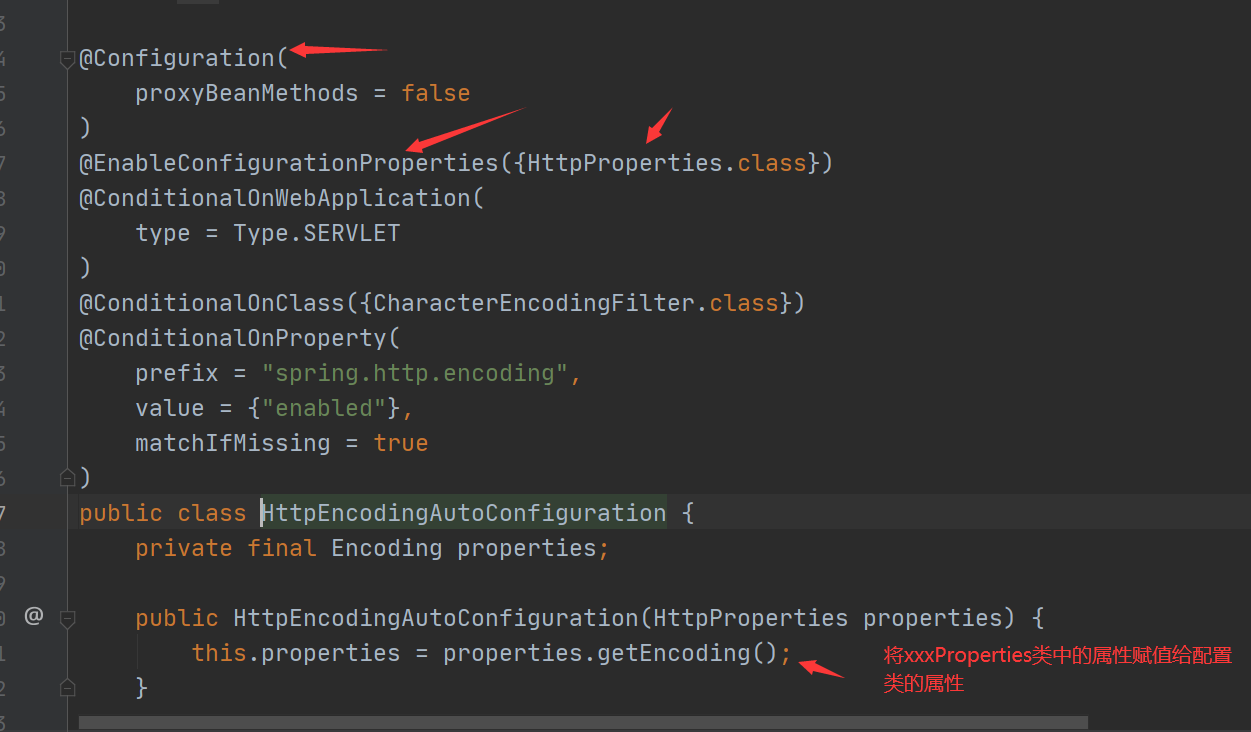 @Configuration(
proxyBeanMethods = false
)
@EnableConfigurationProperties({HttpProperties.class})
@ConditionalOnWebApplication(
type = Type.SERVLET
)
@ConditionalOnClass({CharacterEncodingFilter.class})
@ConditionalOnProperty(
prefix = "spring.http.encoding",
value = {"enabled"},
matchIfMissing = true
)
public class HttpEncodingAutoConfiguration {
private final Encoding properties;
@ public HttpEncodingAutoConfiguration(HttpProperties properties) {
this.properties = properties.getEncoding();
将xxxProperties类中的属性赋值给配置
类的属性
}